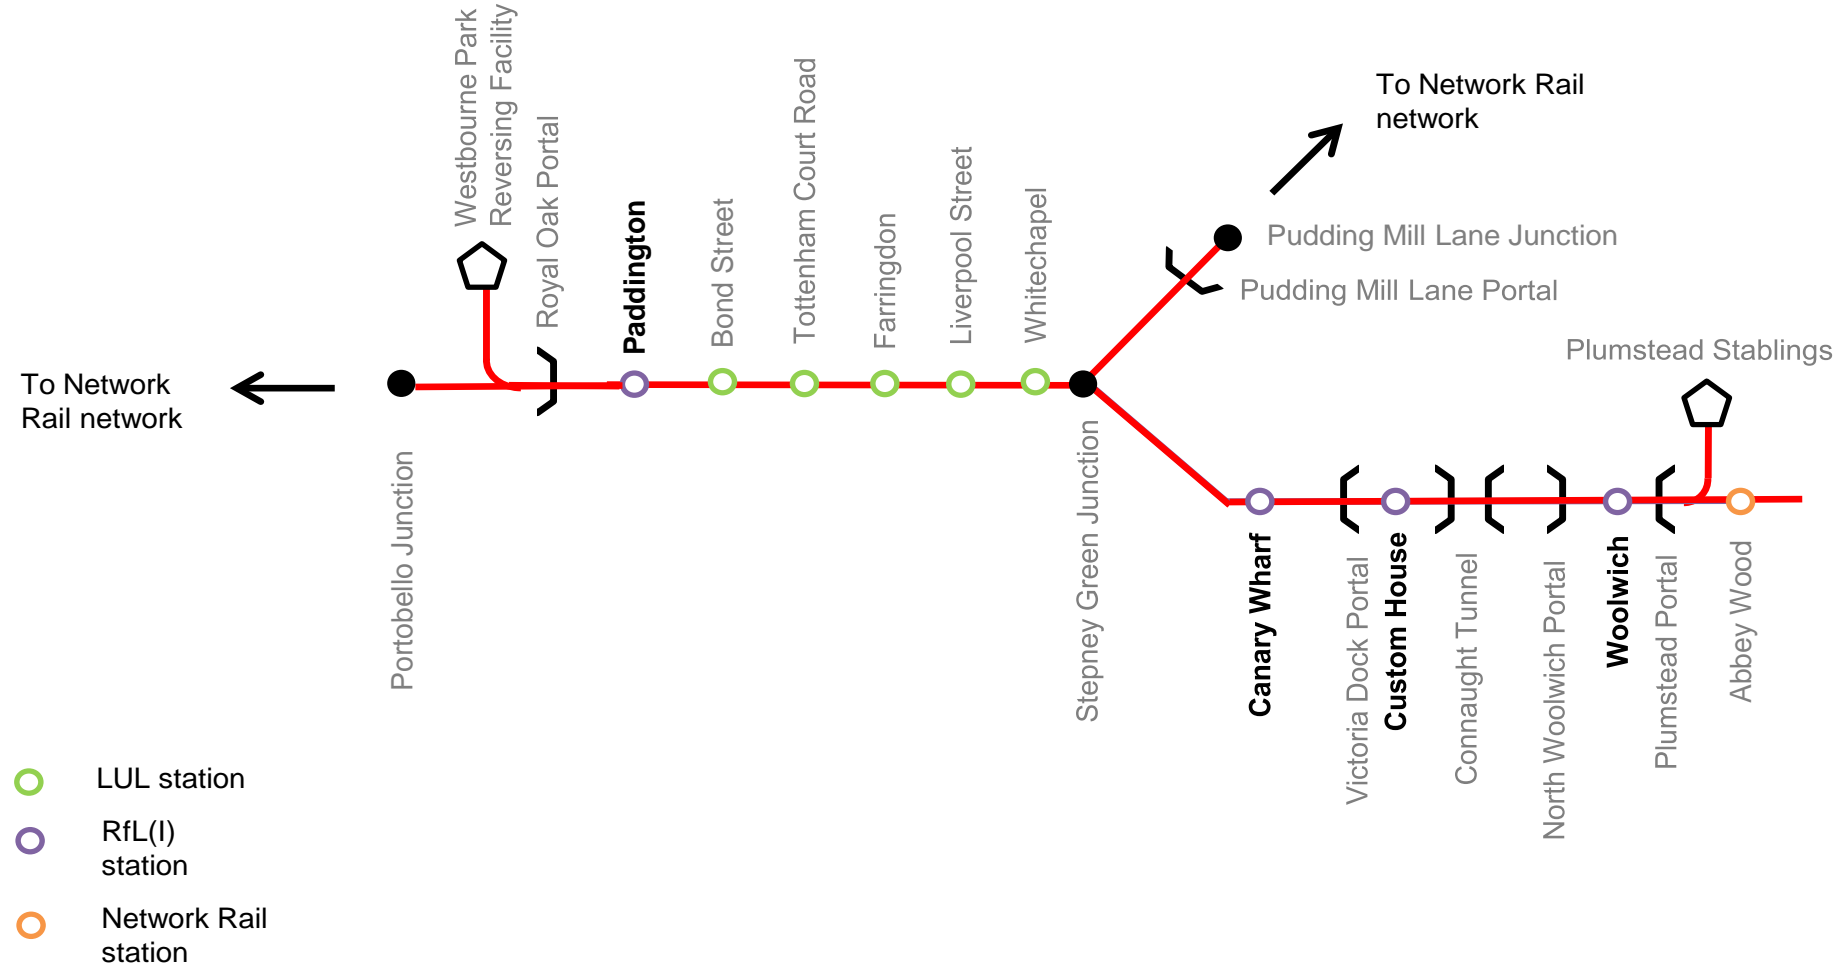 Westbourne Park
Reversing Facility
Royal Oak Portal
Paddington
Bond Street
Tottenham Court Road
Farringdon
Liverpool Street
Whitechapel
To Network Rail
network
Pudding Mill Lane Junction
Pudding Mill Lane Portal
Plumstead Stablings
To Network
Rail network
Portobello Junction
Stepney Green Junction
Canary Wharf
Victoria Dock Portal
Custom House
Connaught Tunnel
North Woolwich Portal
Woolwich
Plumstead Portal
Abbey Wood
LUL station
RfL(I)
station
Network Rail
station